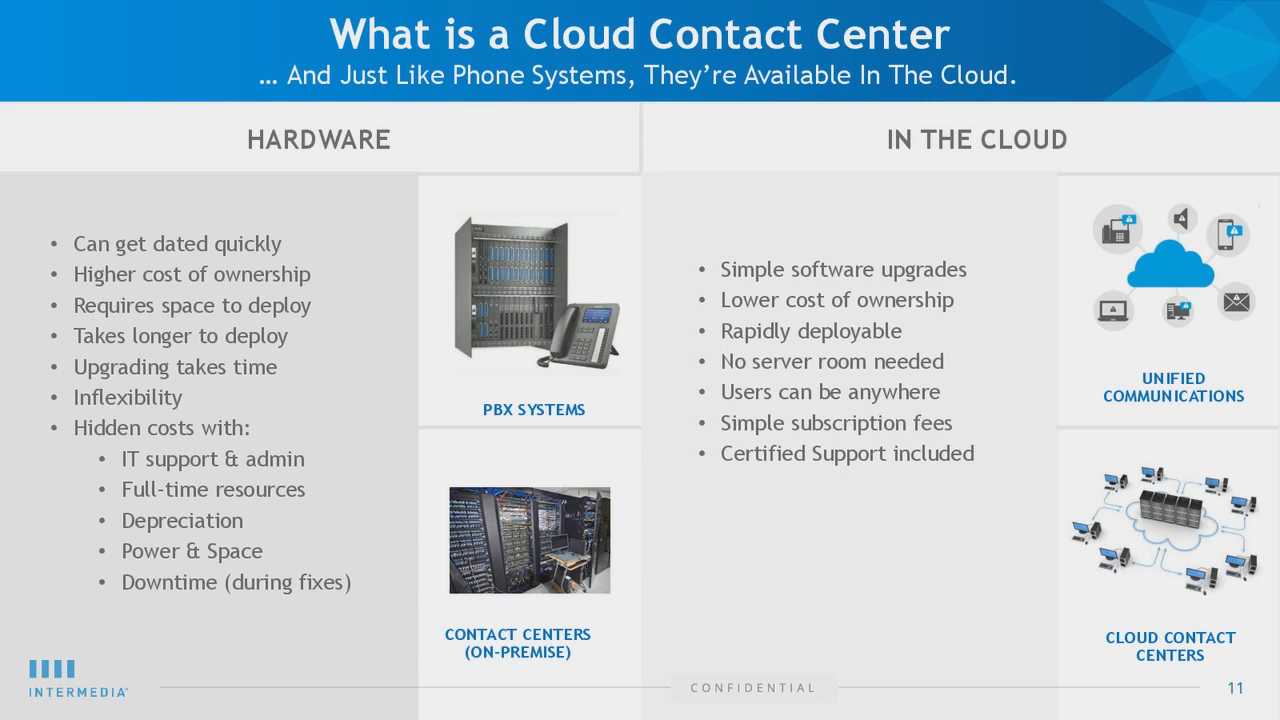 What is a Cloud Contact Center
… And Just Like Phone Systems, They’re Available In The Cloud.
HARDWARE
• Can get dated quickly
• Higher cost of ownership
• Requires space to deploy
• Takes longer to deploy
• Upgrading takes time
• Inflexibility
• Hidden costs with:
• IT support & admin
• Full-time resources
• Depreciation
• Power & Space
• Downtime (during fixes)
PBX SYSTEMS
CONTACT CENTERS
(ON-PREMISE)
IN THE CLOUD
• Simple software upgrades
• Lower cost of ownership
• Rapidly deployable
• No server room needed
• Users can be anywhere
• Simple subscription fees
• Certified Support included
UNIFIED
COMMUNICATIONS
CLOUD CONTACT
CENTERS
INTERMEDIA
CONFIDENTIAL
11